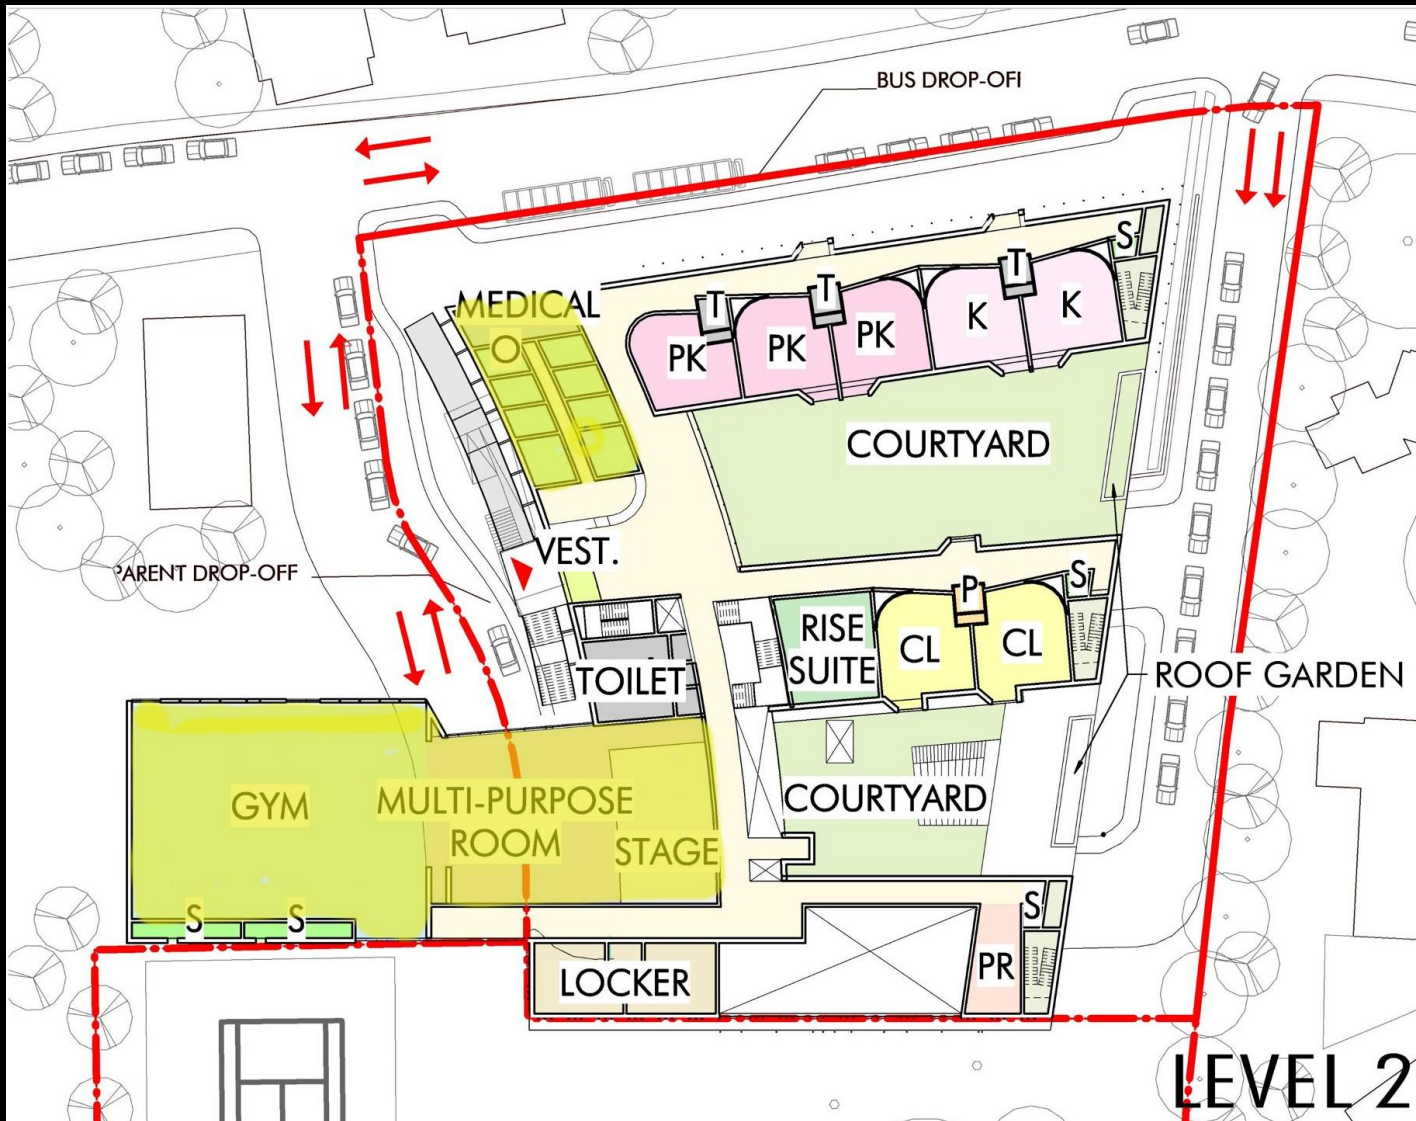 BUS DROP-OFF
S
T
T
T
MEDICAL
O
K
K
PK
PK
PK
COURTYARD
VEST.
PARENT DROP-OFF
S
P
RISE
SUITE
CL
CL
TOILET
ROOF GARDEN
GYM
MULTI-PURPOSE
ROOM
STAGE
COURTYARD
S
S
S
LOCKER
PR
LEVEL 2